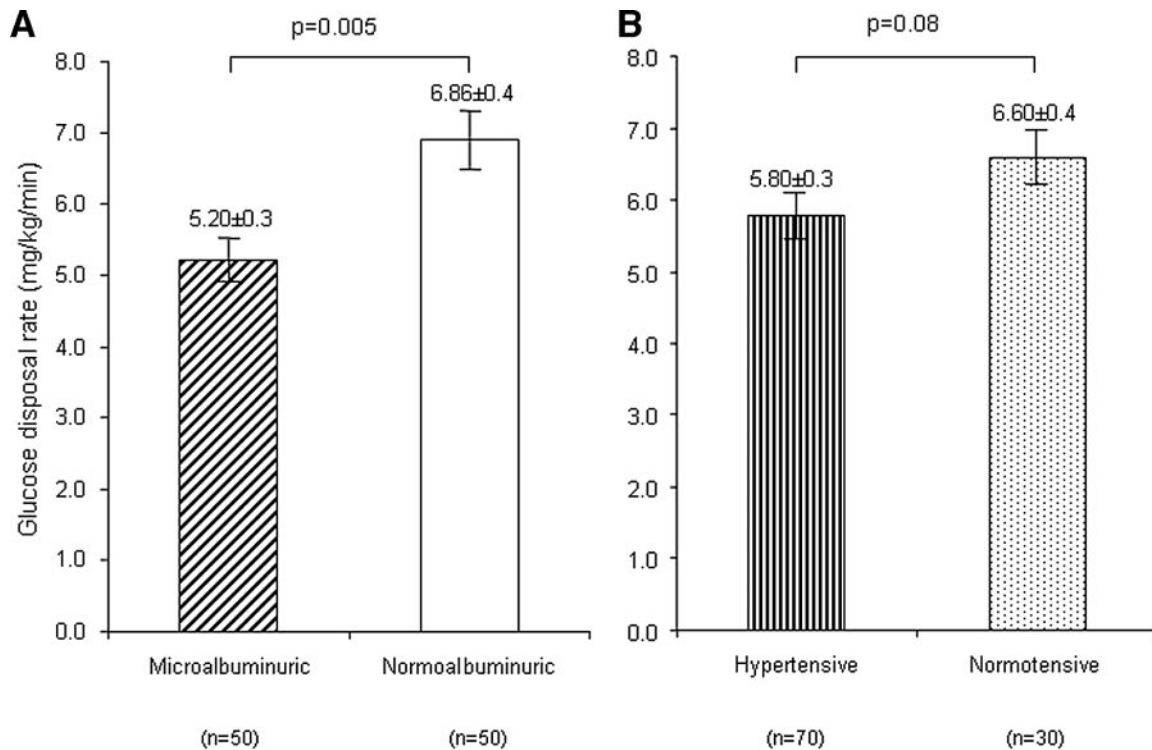 A
p=0.005
Glucose disposal rate (mg/kg/min)
8.0
7.0
6.0
5.0
4.0
3.0
2.0
1.0
0.0
5.20±0.3
6.86±0.4
Microalbuminuric
Normoalbuminuric
(n=50)
(n=50)
B
p=0.08
8.0
7.0
6.0
5.0
4.0
3.0
2.0
1.0
0.0
5.80±0.3
6.60±0.4
Hypertensive
Normotensive
(n=70)
(n=30)